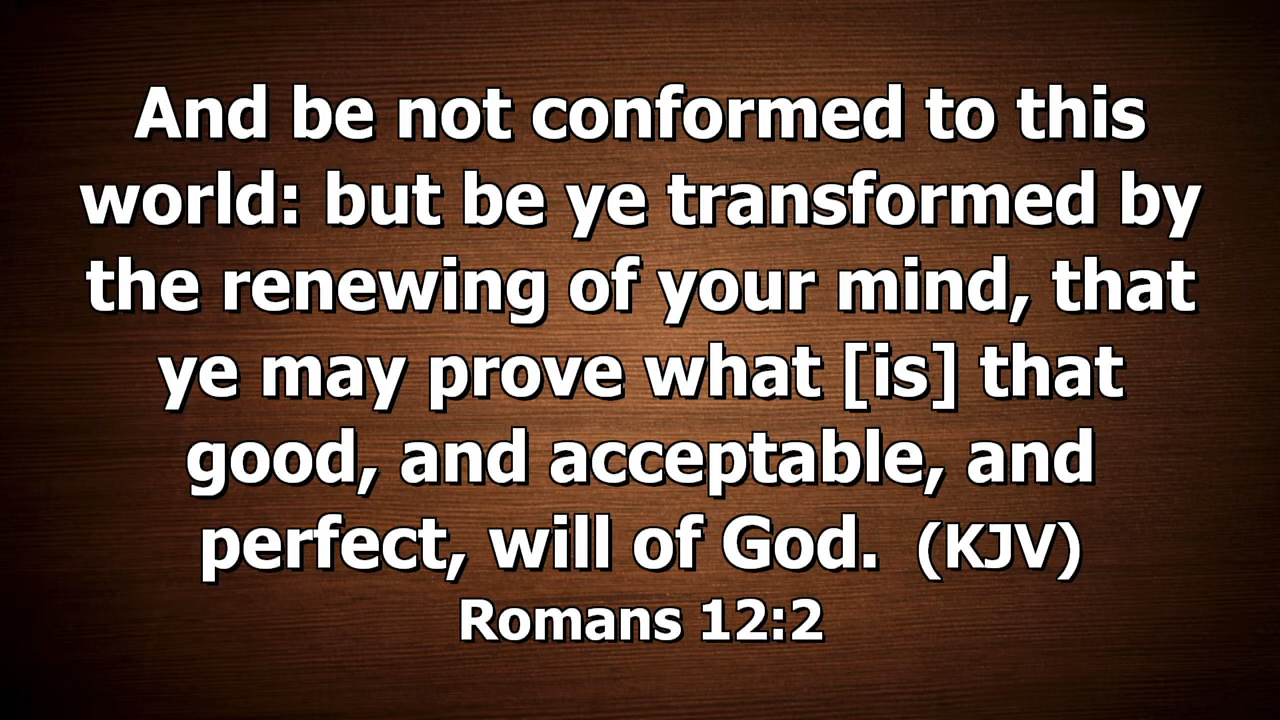 And be not conformed to this
world: but be ye transformed by
the renewing of your mind, that
ye may prove what [is] that
good, and acceptable, and
perfect, will of God. (KJV)
Romans 12:2